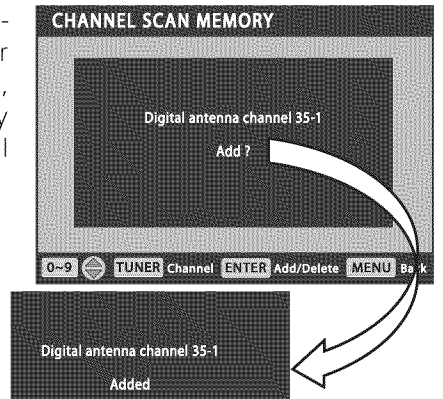 CHANNEL SCAN MEMORY
-
r
,
y
l
Digital antenna channel 35-1
Add ?
0~9 TUNER Channel ENTER Add/Delete MENU Back
Digital antenna channel 35-1
Added